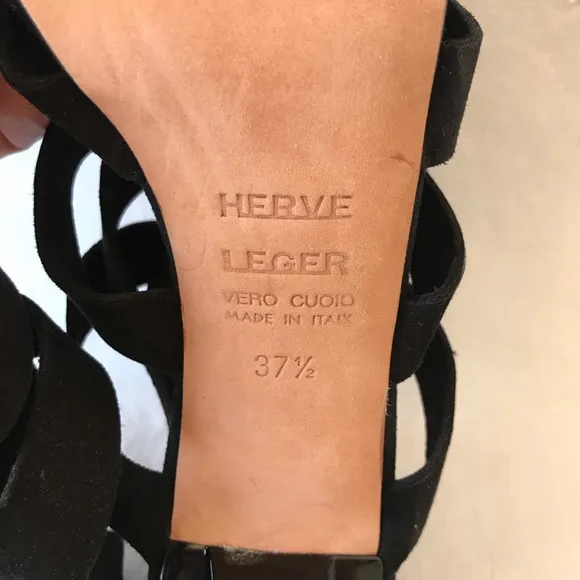 HERVE
LEGER
VERO CUOIO
MADE IN ITALY
37½